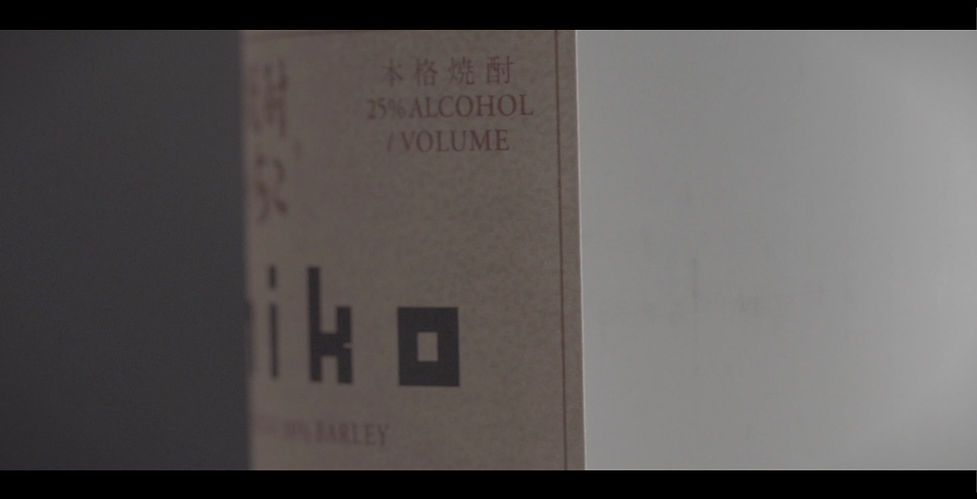 本格焼酎
25% ALCOHOL
/ VOLUME
iko
BARLEY